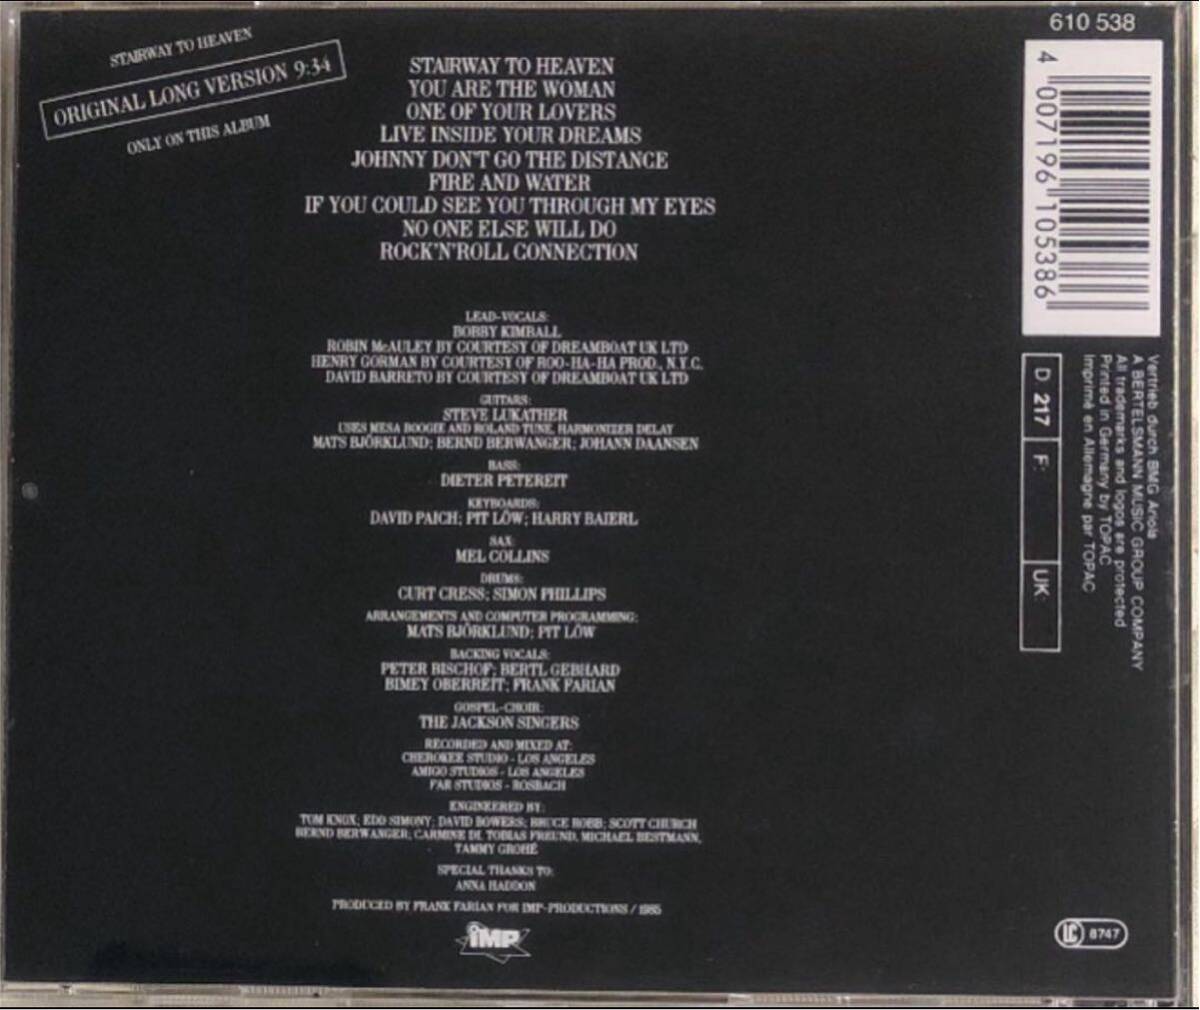 STAIRWAY TO HEAVEN
ORIGINAL LONG VERSION 9:34
ONLY ON THIS ALBUM
STAIRWAY TO HEAVEN
YOU ARE THE WOMAN
ONE OF YOUR LOVERS
LIVE INSIDE YOUR DREAMS
JOHNNY DON'T GO THE DISTANCE
FIRE AND WATER
IF YOU COULD SEE YOU THROUGH MY EYES
NO ONE ELSE WILL DO
ROCK'N'ROLL CONNECTION
LEAD-VOCALS:
BOBBY KIMBALL
ROBIN McAULEY BY COURTESY OF DREAMBOAT UK LTD
HENRY GORMAN BY COURTESY OF ROO-HA-HA PROD., N.Y.C.
DAVID BARRETO BY COURTESY OF DREAMBOAT UK LTD
GUITARS:
STEVE LUKATHER
USES MESA BOOGIE AND ROLAND TUNE, HARMONIZER DELAY
MATS BJÖRKLUND; BERND BERWANGER; JOHANN DAANSEN
BASS:
DIETER PETEREIT
KEYBOARDS:
DAVID PAICH; PIT LÖW; HARRY BAIERL
SAX:
MEL COLLINS
DRUMS:
CURT CRESS; SIMON PHILLIPS
ARRANGEMENTS AND COMPUTER PROGRAMMING:
MATS BJÖRKLUND; PIT LÖW
BACKING VOCALS:
PETER BISCHOF; BERTL GEBHARD
BIMEY OBERREIT; FRANK FARIAN
GOSPEL-CHOIR:
THE JACKSON SINGERS
RECORDED AND MIXED AT:
CHEROKEE STUDIO - LOS ANGELES
AMIGO STUDIOS - LOS ANGELES
FAR STUDIOS - ROSBACH
ENGINEERED BY:
TOM KNOX; EDO SIMONY; DAVID BOWERS; BRUCE ROBB; SCOTT CHURCH
BERND BERWANGER; CARMINE DI, TOBIAS FREUND, MICHAEL BESTMANN,
TAMMY GROHÉ
SPECIAL THANKS TO:
ANNA HADDON
PRODUCED BY FRANK FARIAN FOR IMP-PRODUCTIONS / 1985
iMP
610 538
4 007196 105386
D: 217 F: UK:
Vertrieb durch BMG Ariola
A BERTELSMANN MUSIC GROUP COMPANY
All trademarks and logos are protected
Printed in Germany by TOPAC
Imprimé en Allemagne par TOPAC
LC 8747